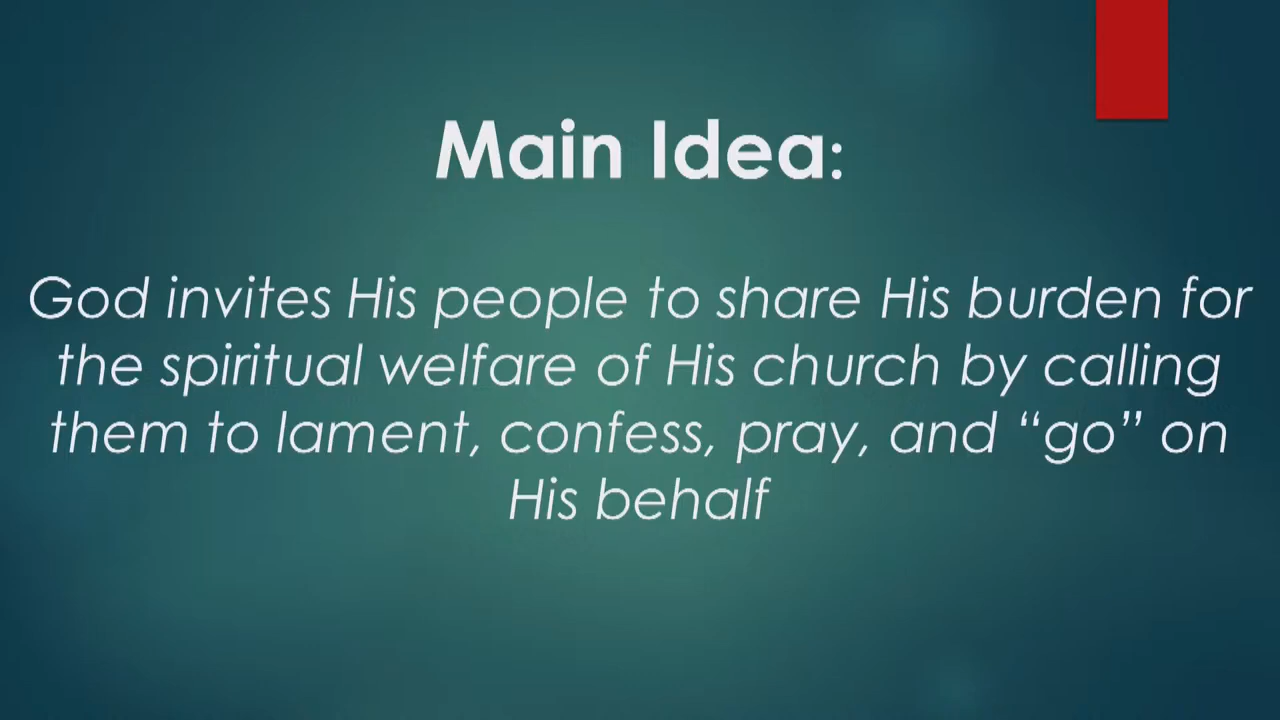 Main Idea:
God invites His people to share His burden for
the spiritual welfare of His church by calling
them to lament, confess, pray, and “go” on
His behalf